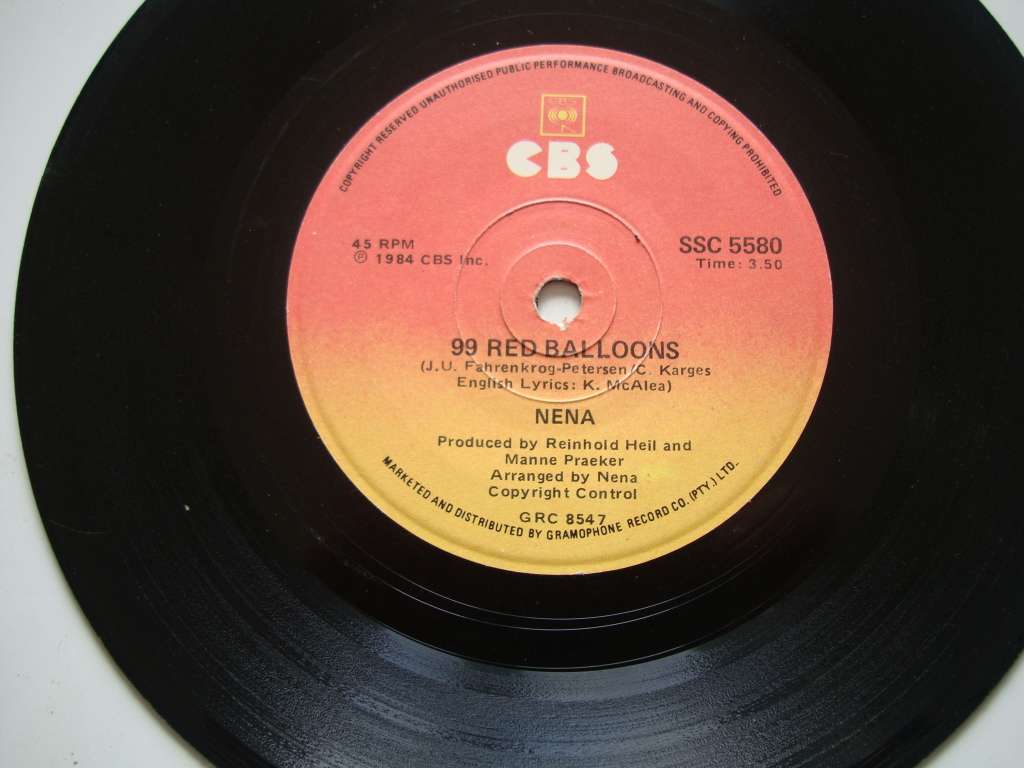 COPYRIGHT RESERVED UNAUTHORISED PUBLIC PERFORMANCE BROADCASTING AND COPYING PROHIBITED
CBS
45 RPM
℗ 1984 CBS Inc.
SSC 5580
Time: 3.50
99 RED BALLOONS
(J.U. Fahrenkrog-Petersen/C. Karges
English Lyrics: K. McAlea)
NENA
Produced by Reinhold Heil and
Manne Praeker
Arranged by Nena
Copyright Control
GRC 8547
MARKETED AND DISTRIBUTED BY GRAMOPHONE RECORD CO. (PTY.) LTD.